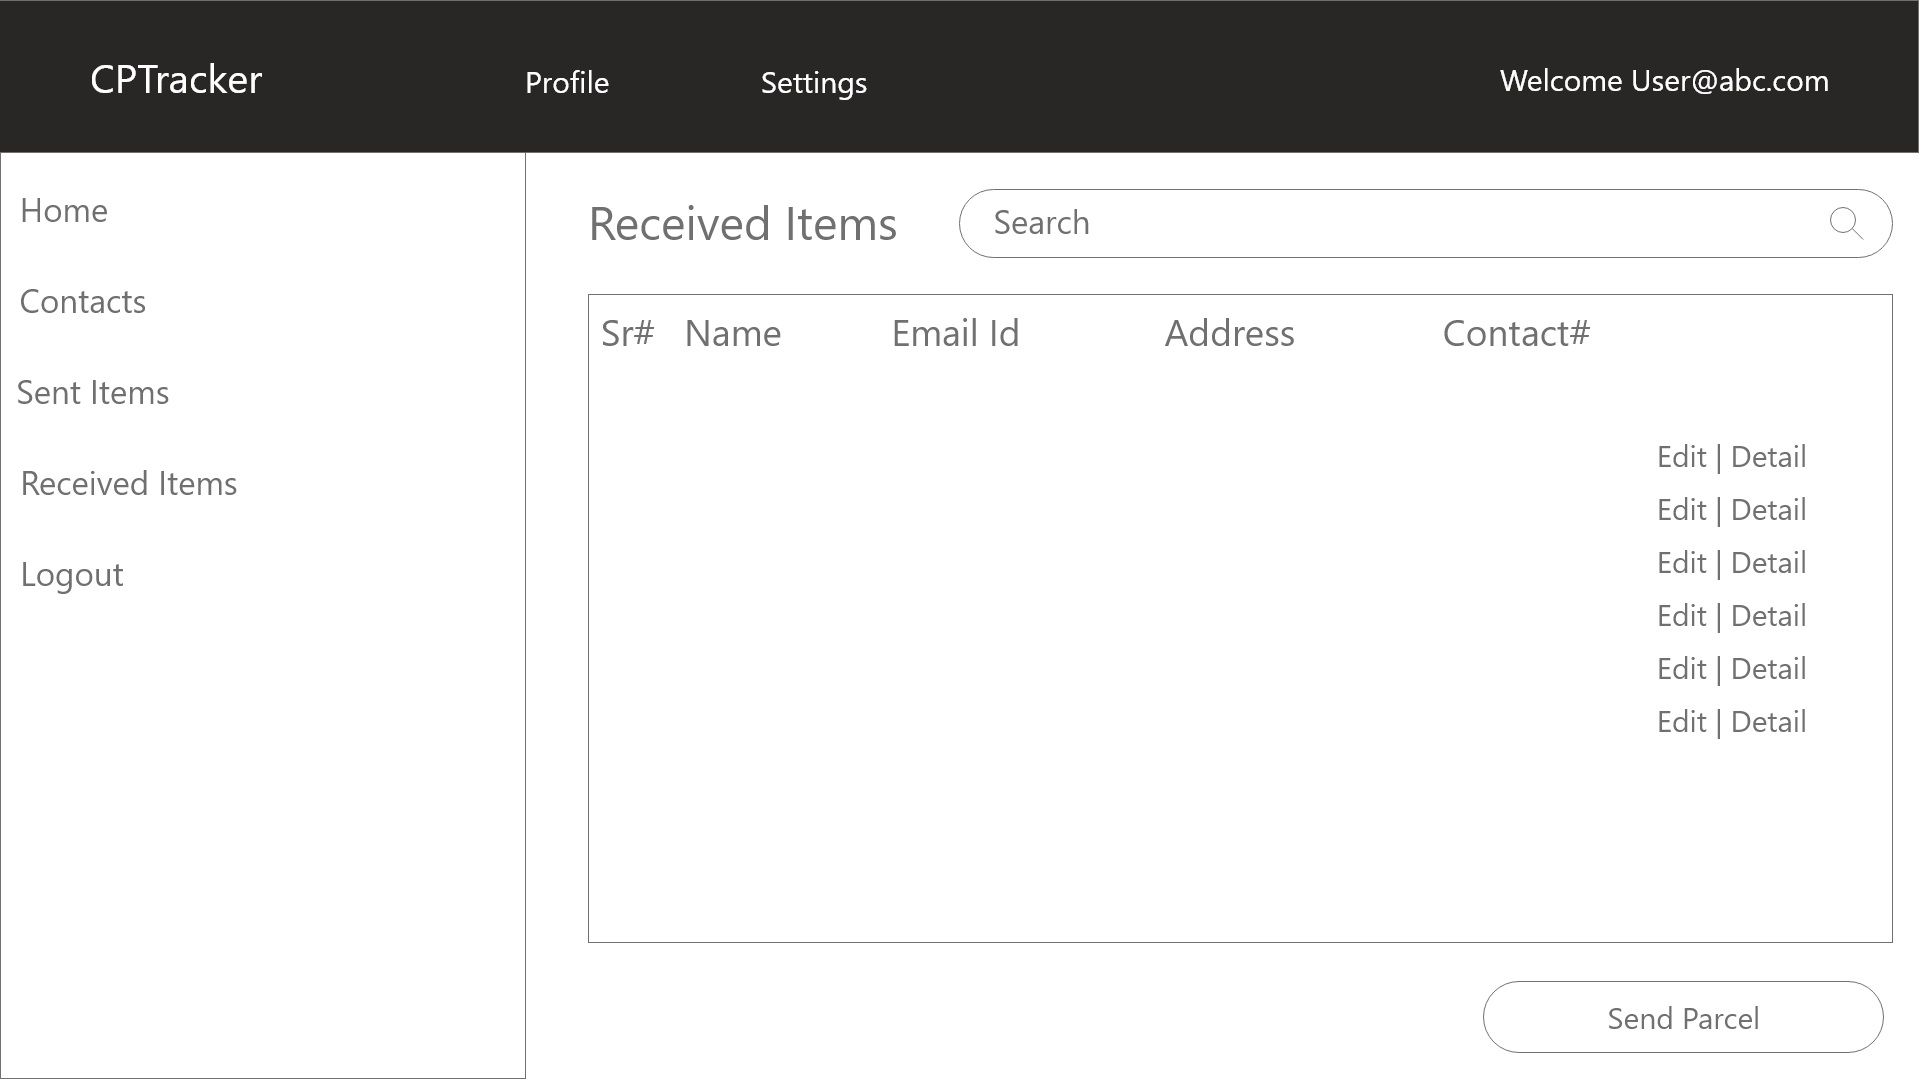 CPTracker Profile Settings Welcome User@abc.com
Home
Contacts
Sent Items
Received Items
Logout
Received Items
Search
Sr# Name Email Id Address Contact#
Edit | Detail
Edit | Detail
Edit | Detail
Edit | Detail
Edit | Detail
Edit | Detail
Send Parcel